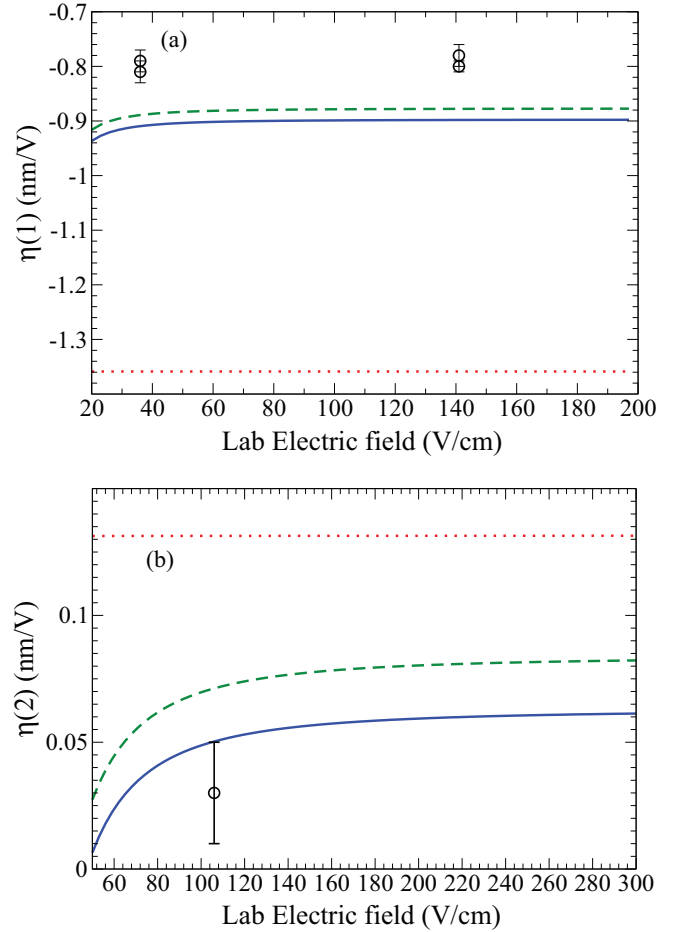 -0.7
(a)
-0.8
-0.9
-1
-1.1
-1.2
-1.3
η(1) (nm/V)
20 40 60 80 100 120 140 160 180 200
Lab Electric field (V/cm)
(b)
0.1
0.05
0
η(2) (nm/V)
60 80 100 120 140 160 180 200 220 240 260 280 300
Lab Electric field (V/cm)